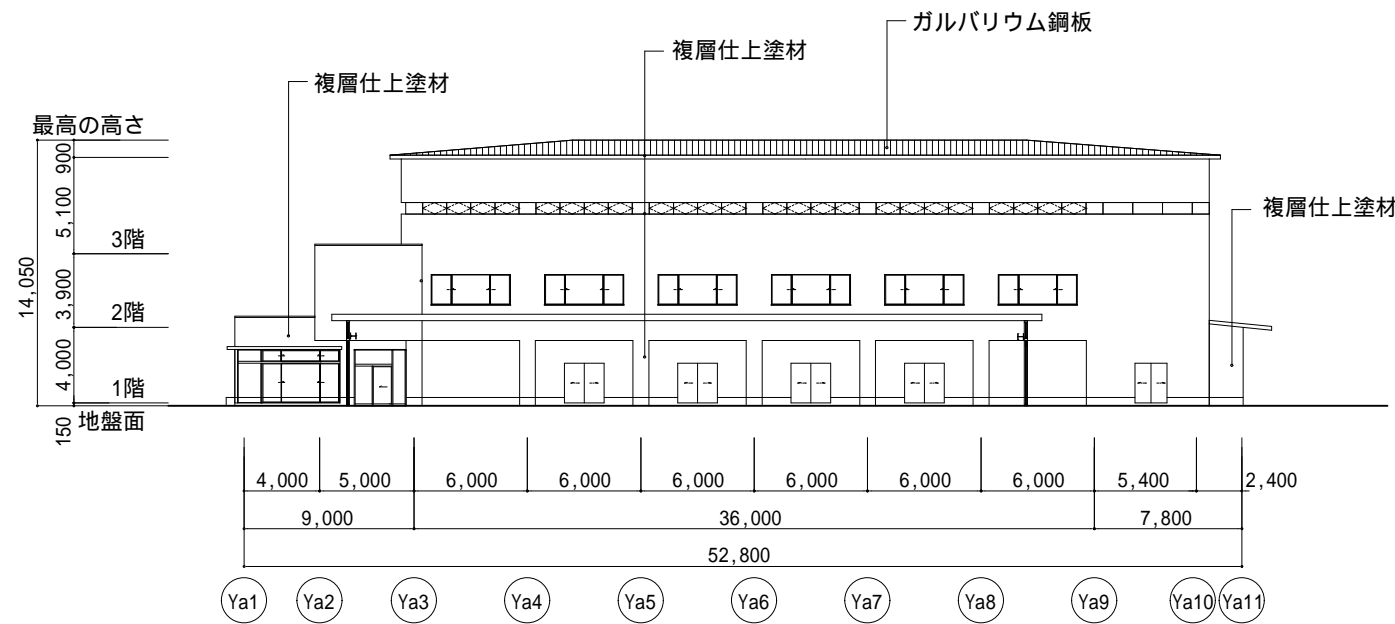 ガルバリウム鋼板
複層仕上塗材
複層仕上塗材
最高の高さ
900
5,100
複層仕上塗材
3階
14,050
3,900
2階
4,000
1階
地盤面
150
4,000 5,000 6,000 6,000 6,000 6,000 6,000 6,000 5,400 2,400
9,000 36,000 7,800
52,800
Ya1 Ya2 Ya3 Ya4 Ya5 Ya6 Ya7 Ya8 Ya9 Ya10 Ya11